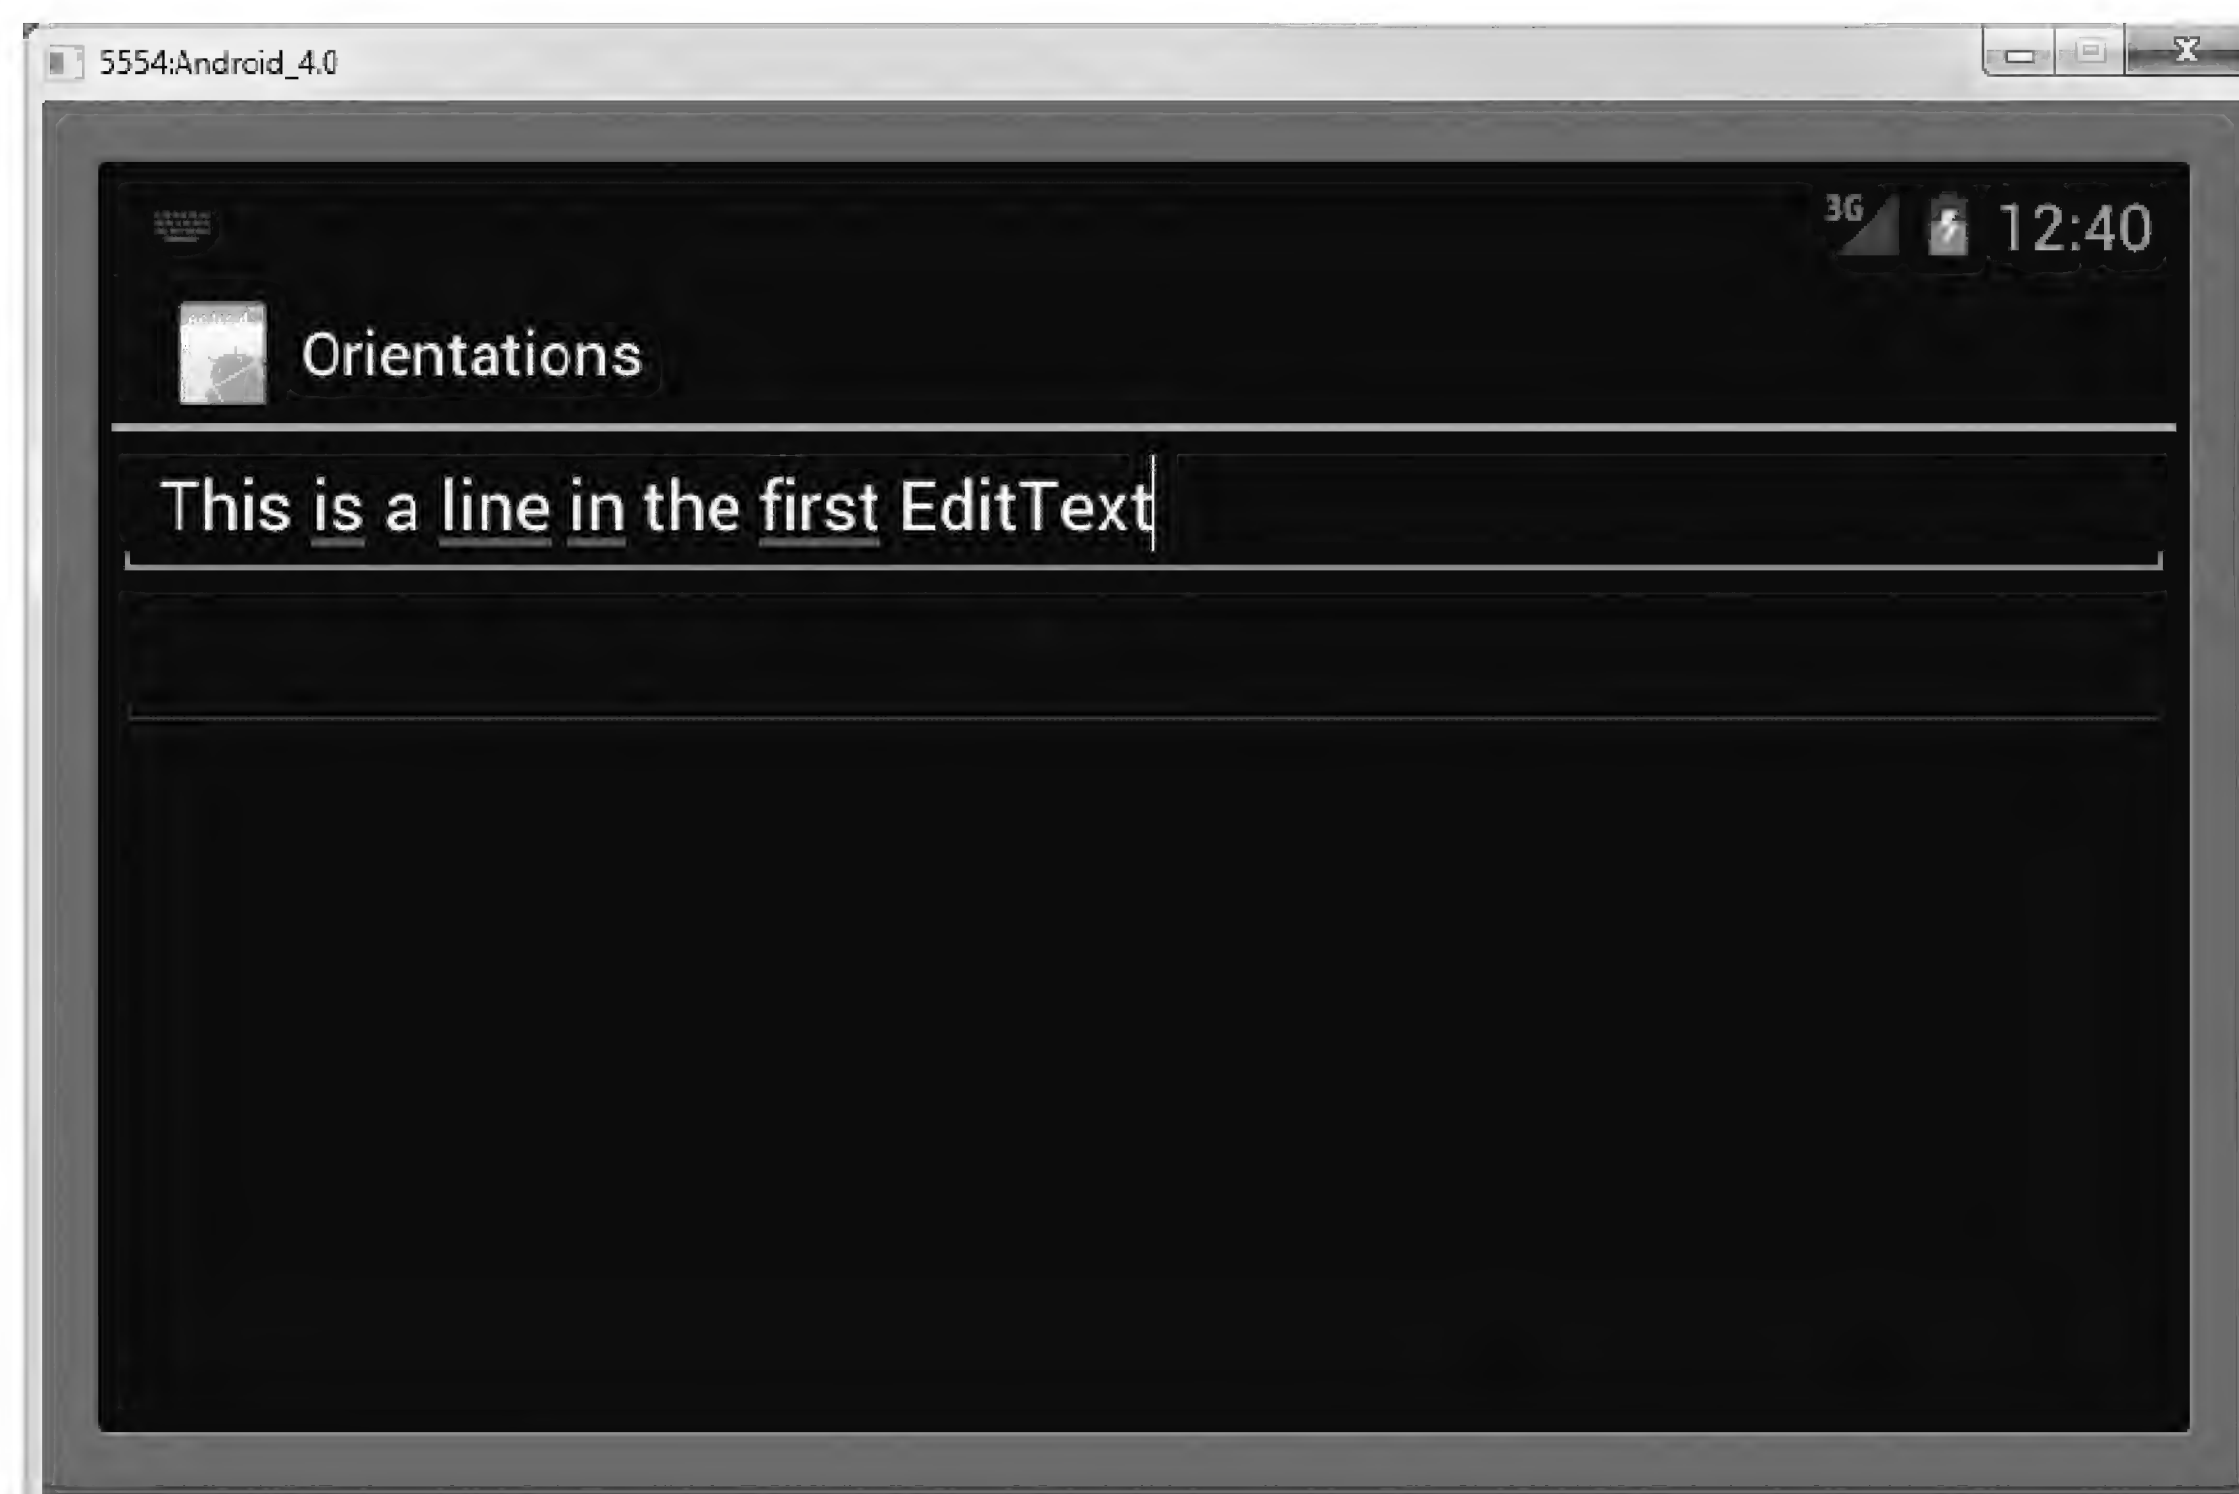 5554:Android_4.0
3G 12:40
Orientations
This is a line in the first EditText